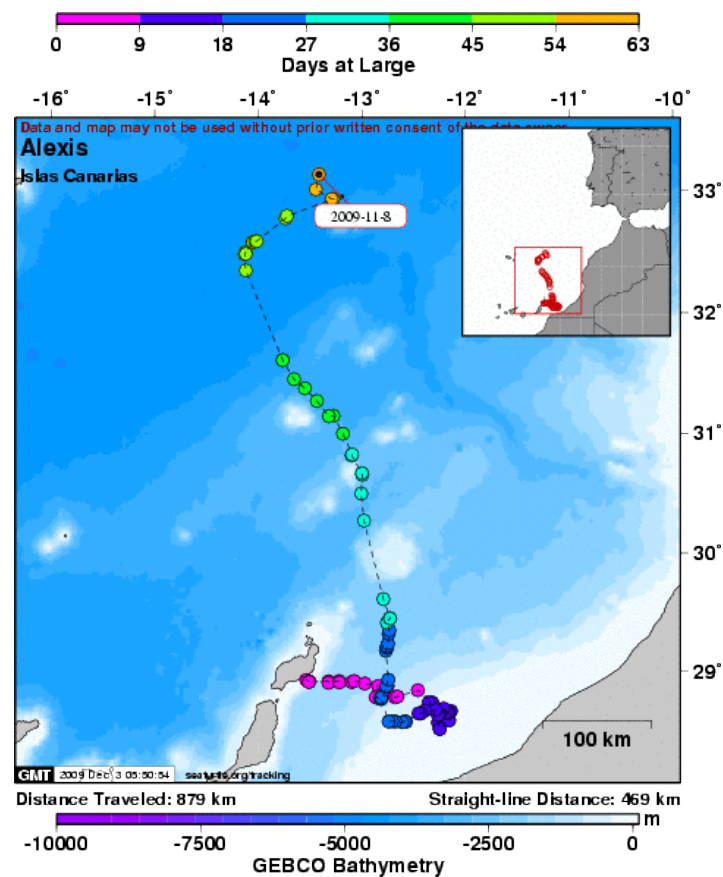 0 9 18 27 36 45 54 63
Days at Large
-16° -15° -14° -13° -12° -11° -10°
Data and map may not be used without prior written consent of the data owner
Alexis
Islas Canarias
33°
2009-11-8
32°
31°
30°
29°
100 km
GMT 2009 Dec 3 05:50:54 seaturtle.org/tracking
Distance Traveled: 879 km Straight-line Distance: 469 km
-10000 -7500 -5000 -2500 0 m
GEBCO Bathymetry